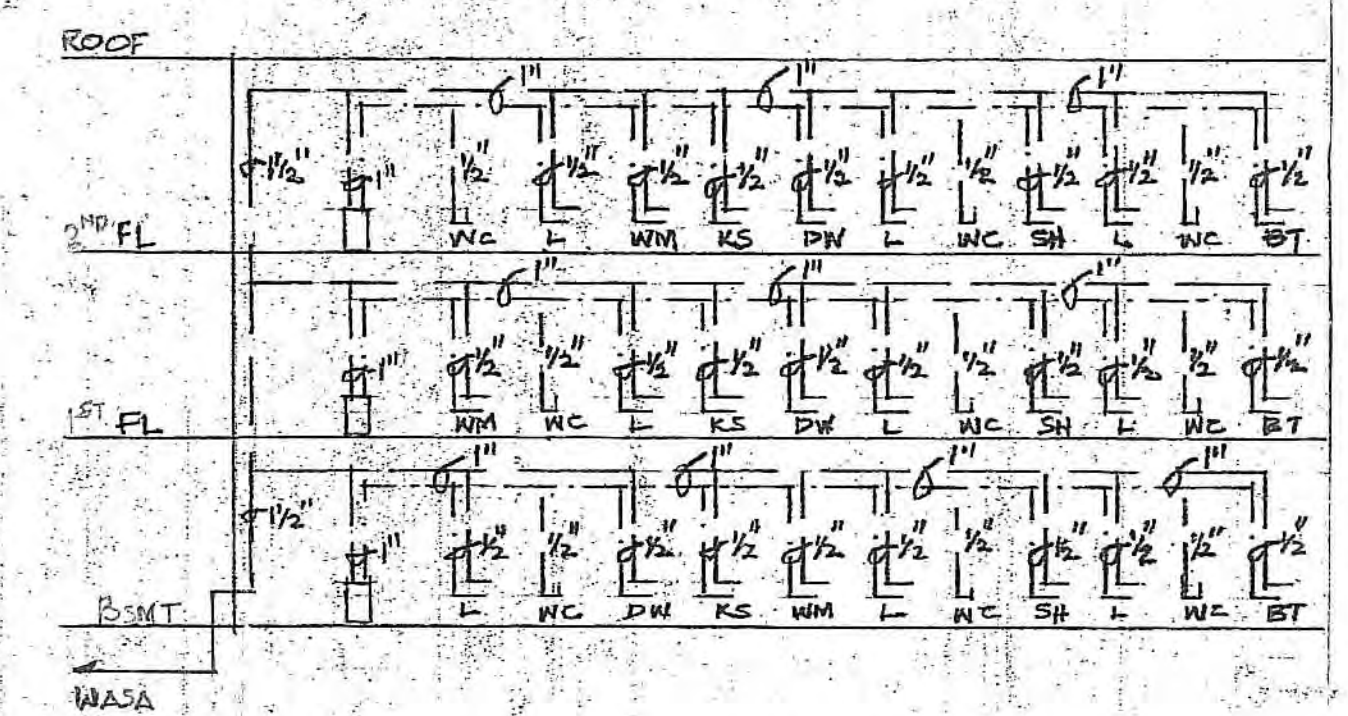 ROOF
1" 1" 1"
1½" 1" ½" ½" ½" ½" ½" ½" ½" ½" ½" ½" ½"
WC L WM KS DW L WC SH L WC BT
2ND FL
1" 1" 1"
1" ½" ½" ½" ½" ½" ½" ½" ½" ½" ½" ½"
WM WC L KS DW L WC SH L WC BT
1ST FL
1" 1" 1" 1"
1½" 1" ½" ½" ½" ½" ½" ½" ½" ½" ½" ½" ½"
L WC DW KS WM L WC SH L WC BT
BSMT
WASA